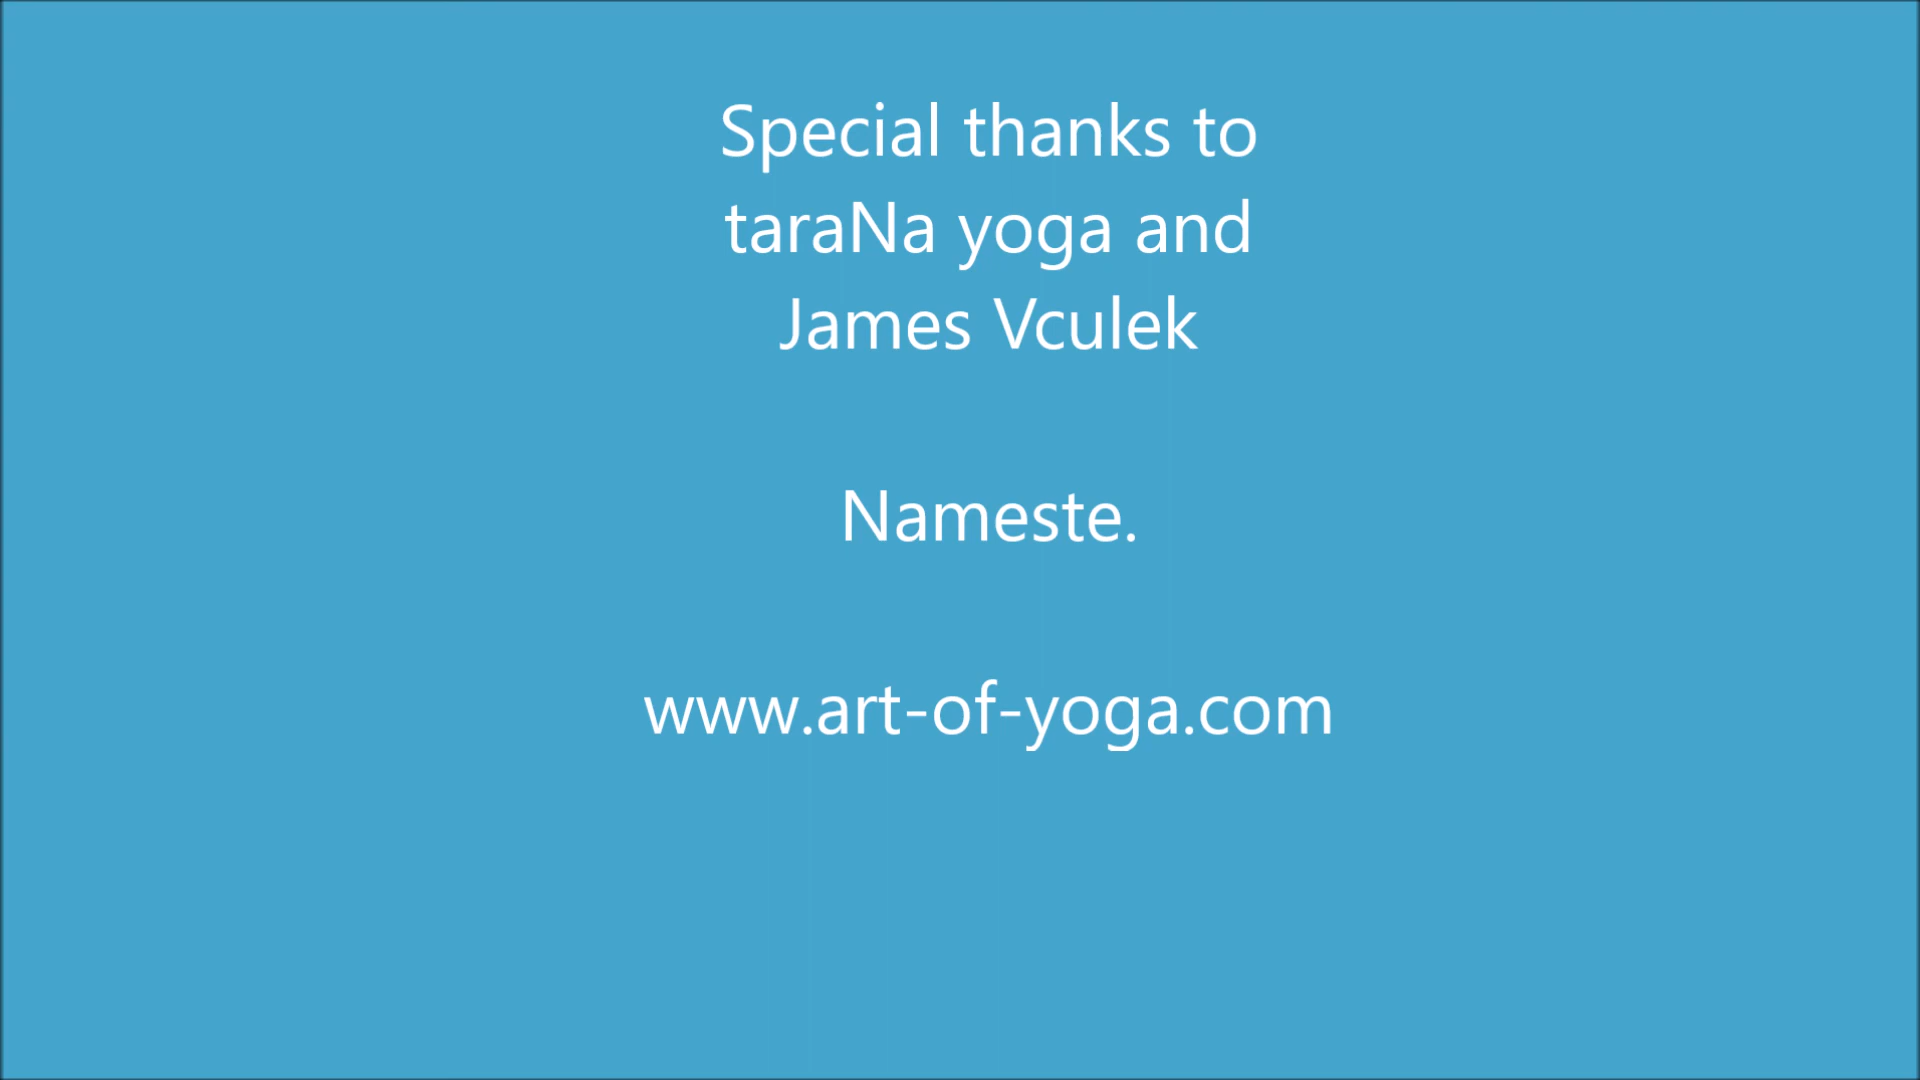 Special thanks to
taraNa yoga and
James Vculek
Nameste.
www.art-of-yoga.com